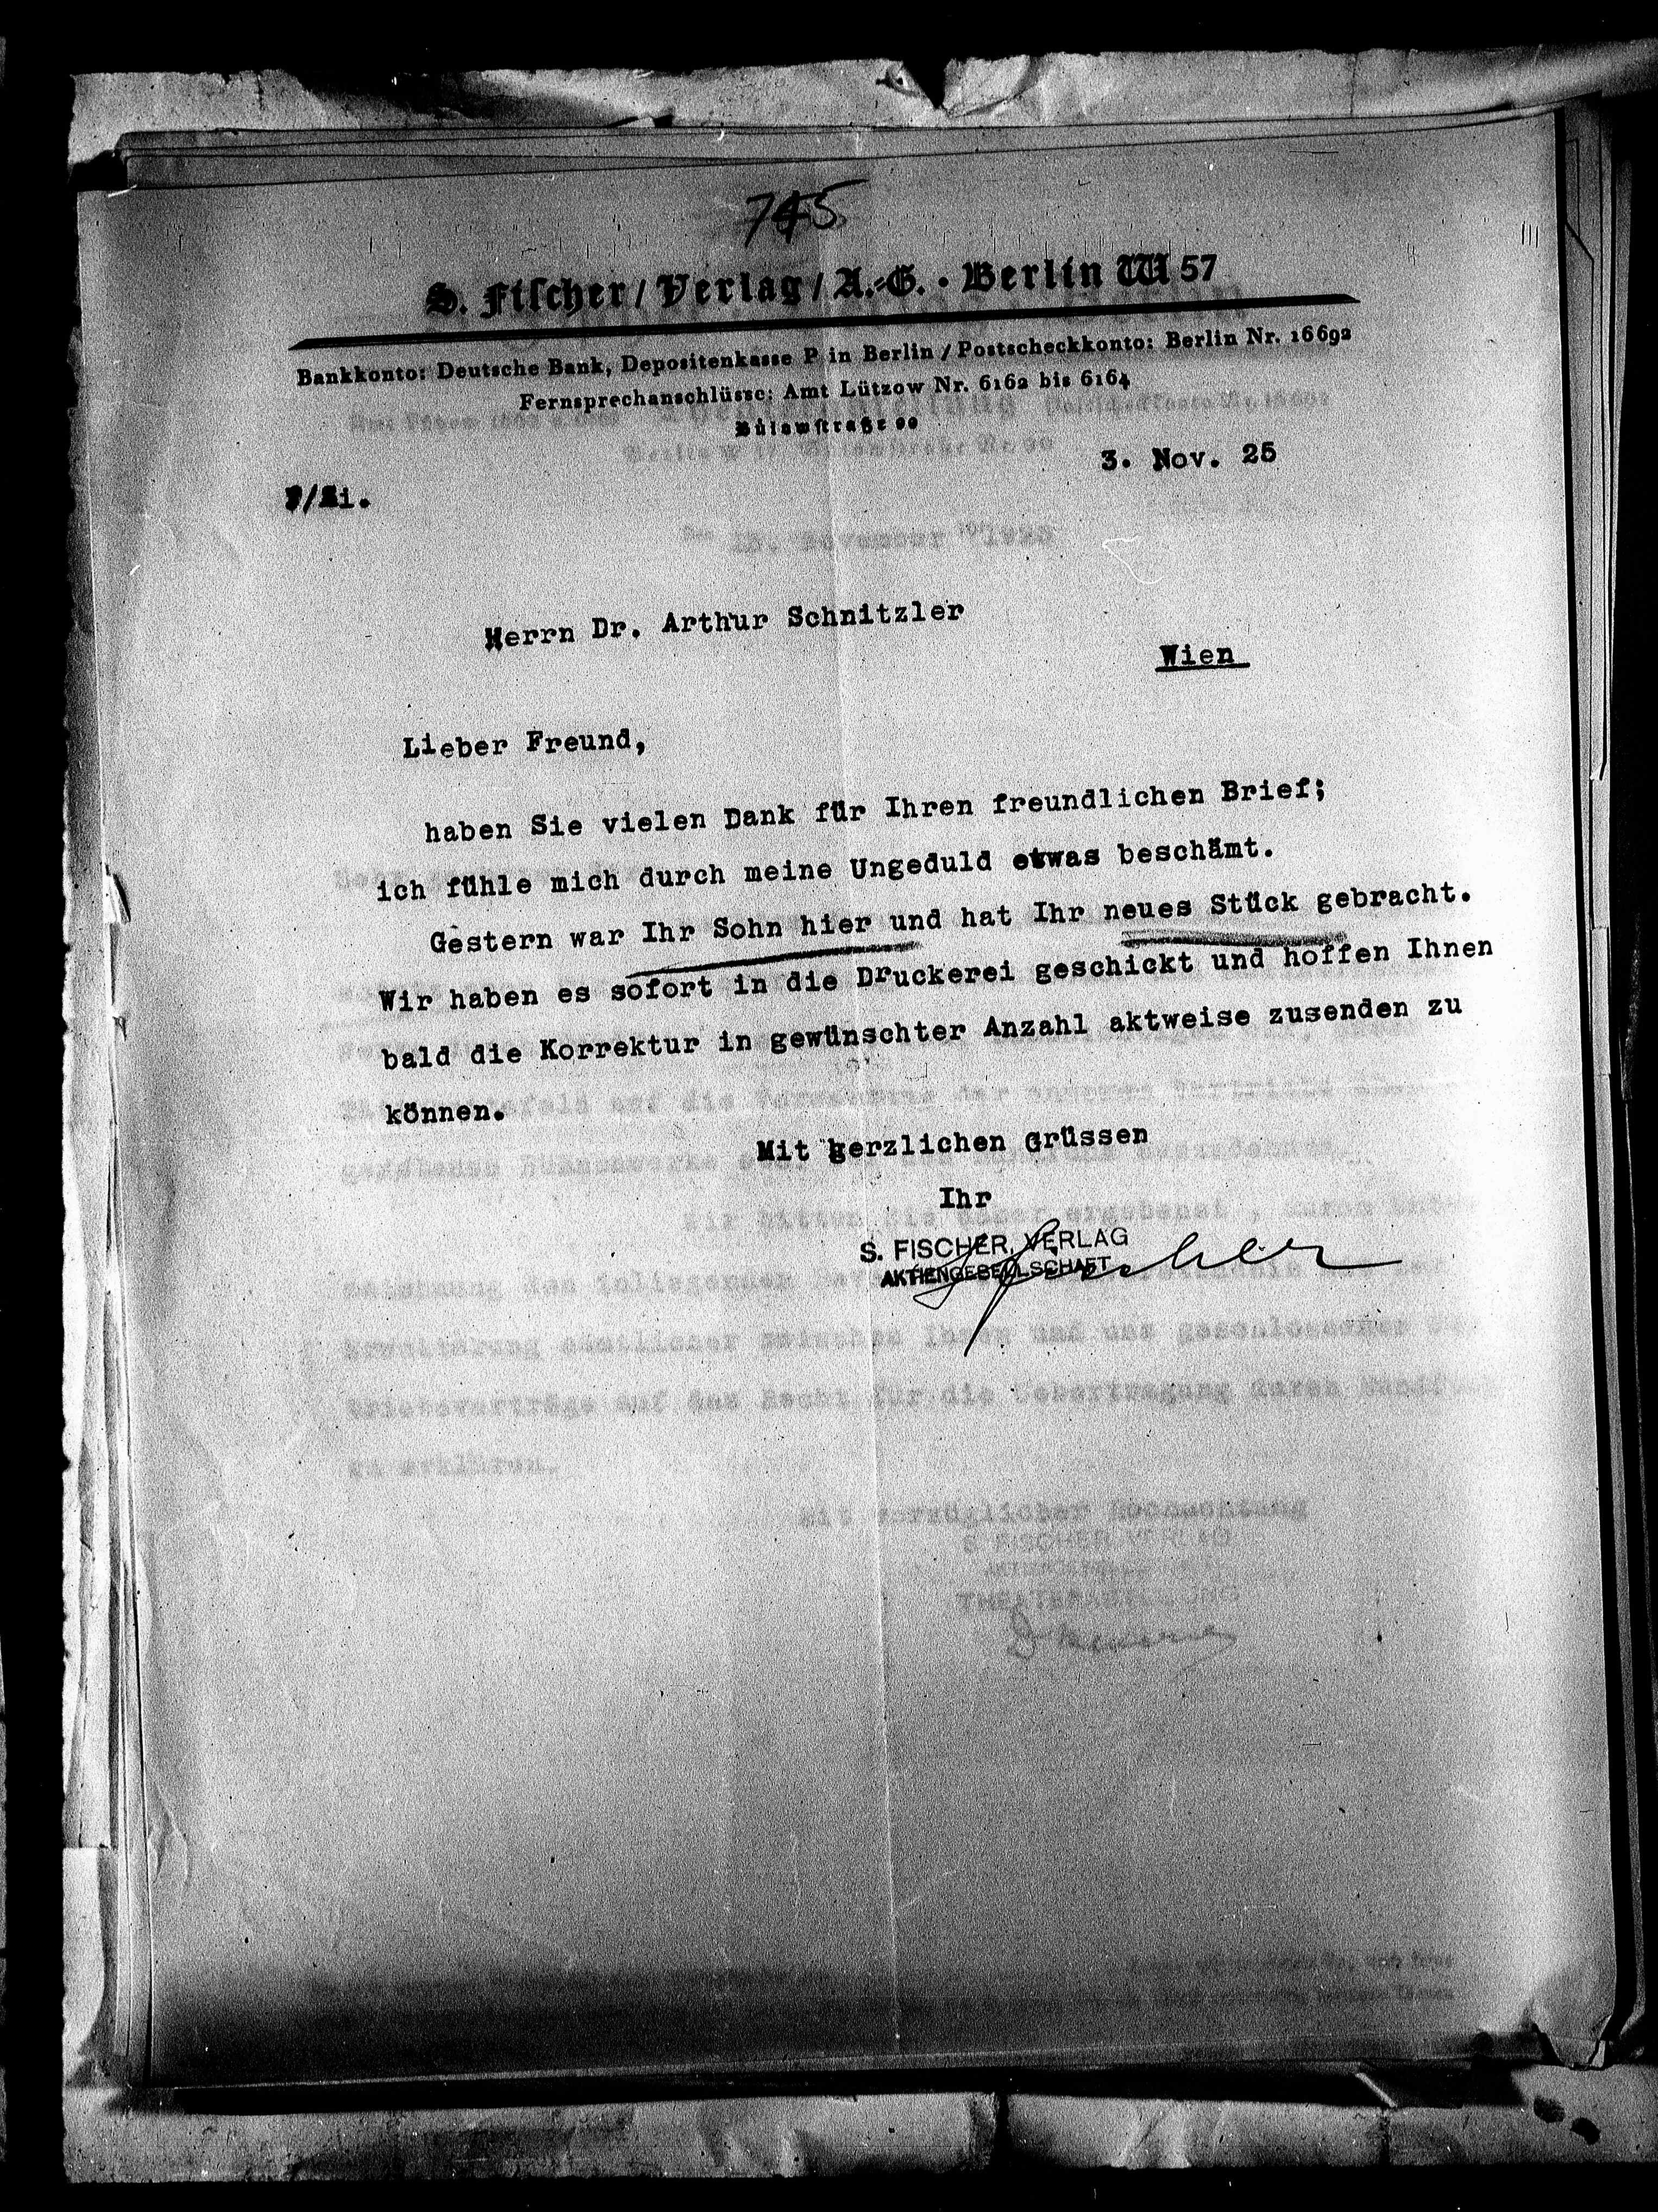 745
S. Fischer / Verlag / A.-G. • Berlin W 57
Bankkonto: Deutsche Bank, Depositenkasse P in Berlin / Postscheckkonto: Berlin Nr. 16692
Fernsprechanschlüsse: Amt Lützow Nr. 6162 bis 6164
Bülowstraße 90
3. Nov. 25
Herrn Dr. Arthur Schnitzler
Wien
Lieber Freund,
haben Sie vielen Dank für Ihren freundlichen Brief;
ich fühle mich durch meine Ungeduld etwas beschämt.
Gestern war Ihr Sohn hier und hat Ihr neues Stück gebracht.
Wir haben es sofort in die Druckerei geschickt und hoffen Ihnen
bald die Korrektur in gewünschter Anzahl aktweise zusenden zu
können.
Mit herzlichen Grüssen
Ihr
S. FISCHER, VERLAG
AKTIENGESELLSCHAFT
SFischer